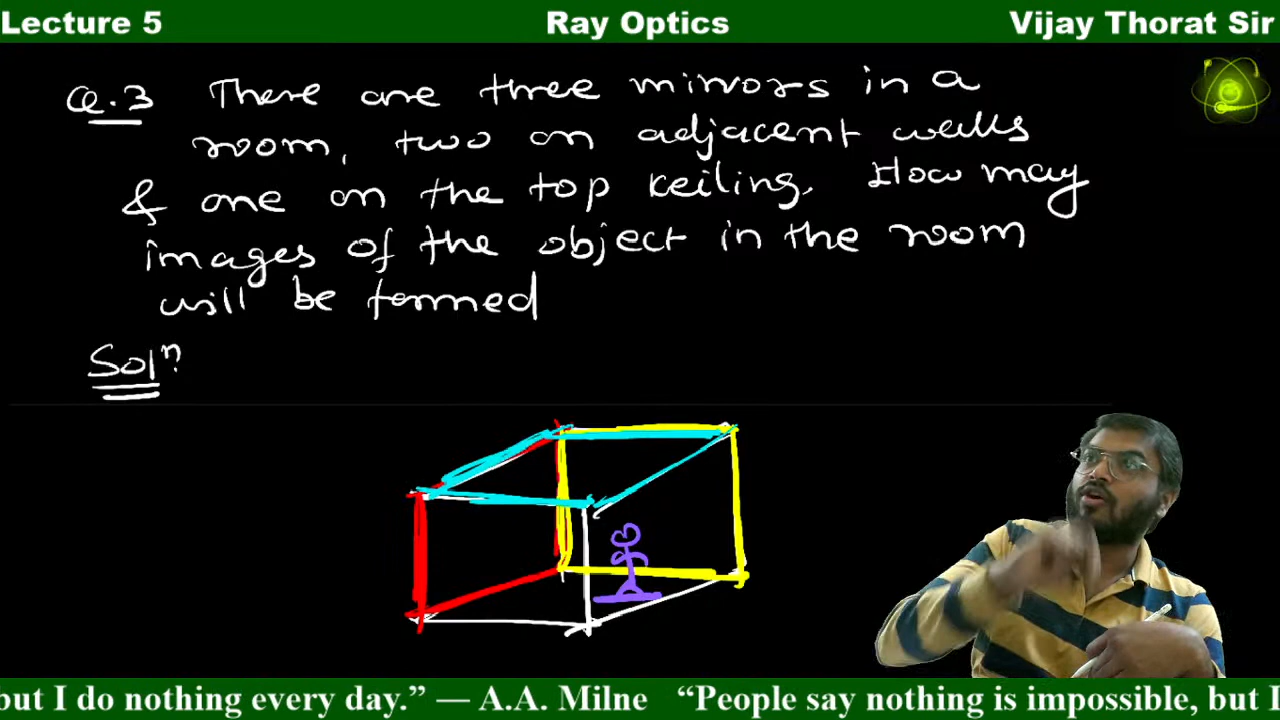 Lecture 5 Ray Optics Vijay Thorat Sir
Q.3 There are three mirrors in a
room, two on adjacent walls
& one on the top keiling. How may
images of the object in the room
will be formed
Solⁿ:
but I do nothing every day.” — A.A. Milne “People say nothing is impossible, but I